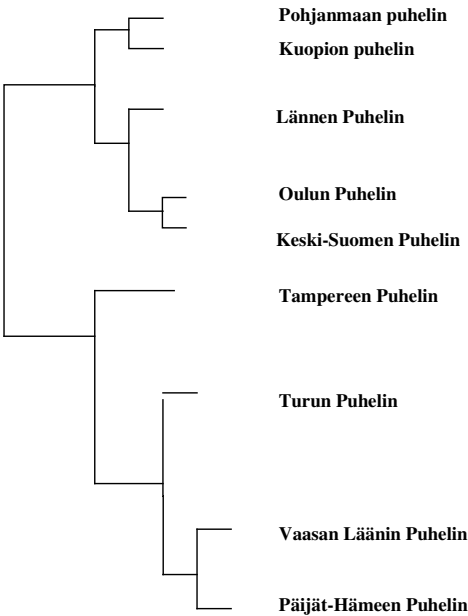 Pohjanmaan puhelin
Kuopion puhelin
Lännen Puhelin
Oulun Puhelin
Keski-Suomen Puhelin
Tampereen Puhelin
Turun Puhelin
Vaasan Läänin Puhelin
Päijät-Hämeen Puhelin